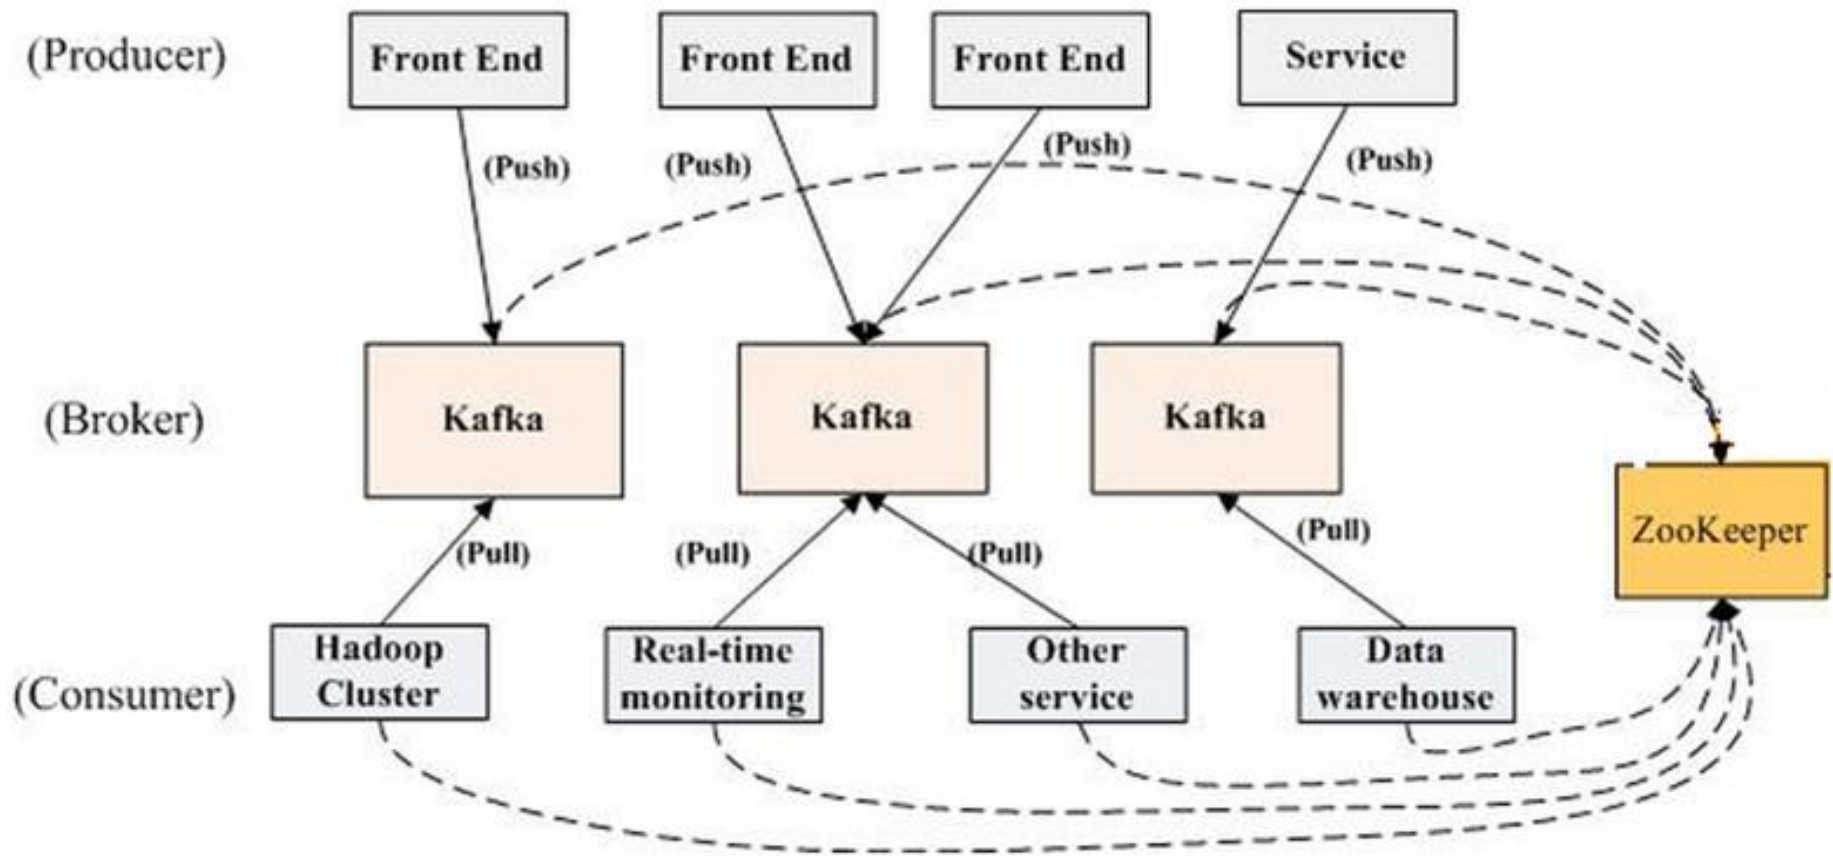 (Producer)
Front End
Front End
Front End
Service
(Push)
(Push)
(Push)
(Push)
(Broker)
Kafka
Kafka
Kafka
ZooKeeper
(Pull)
(Pull)
(Pull)
(Pull)
(Consumer)
Hadoop
Cluster
Real-time
monitoring
Other
service
Data
warehouse